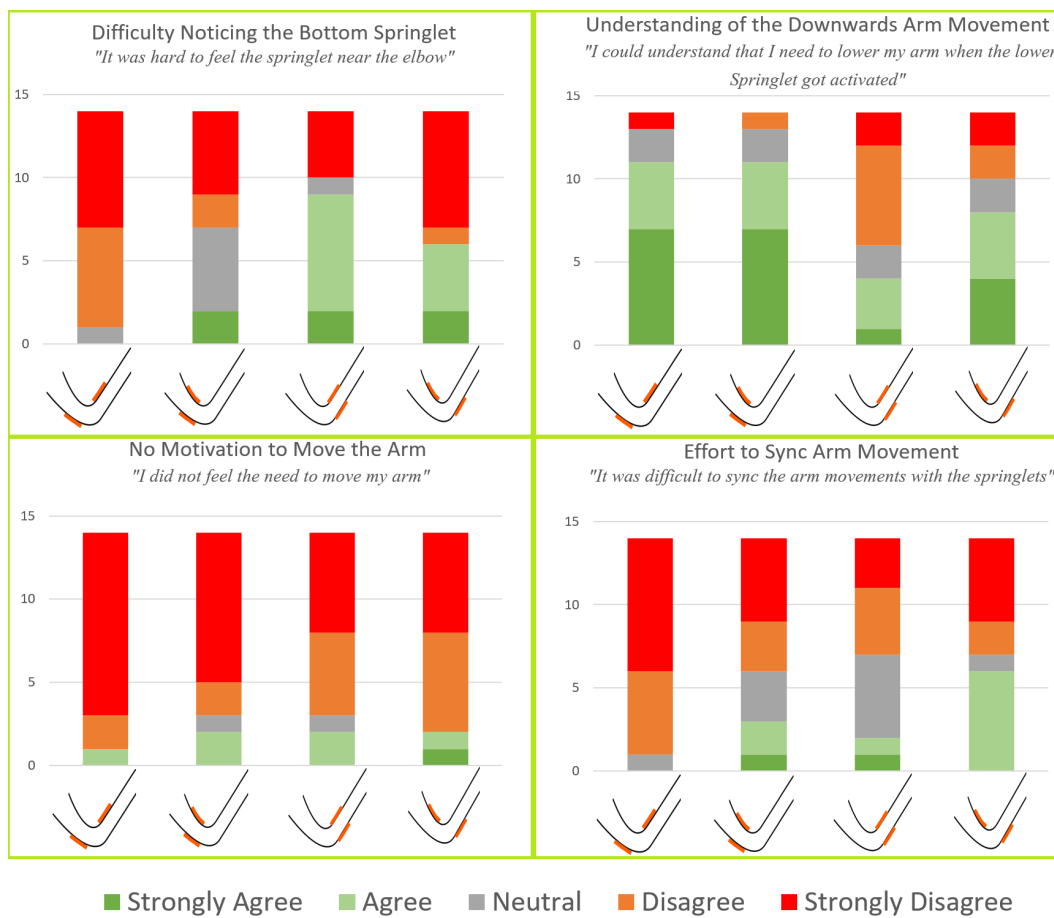 Difficulty Noticing the Bottom Springlet
"It was hard to feel the springlet near the elbow"
15
10
5
0
Understanding of the Downwards Arm Movement
"I could understand that I need to lower my arm when the lower
Springlet got activated"
15
10
5
0
No Motivation to Move the Arm
"I did not feel the need to move my arm"
15
10
5
0
Effort to Sync Arm Movement
"It was difficult to sync the arm movements with the springlets"
15
10
5
0
Strongly Agree Agree Neutral Disagree Strongly Disagree